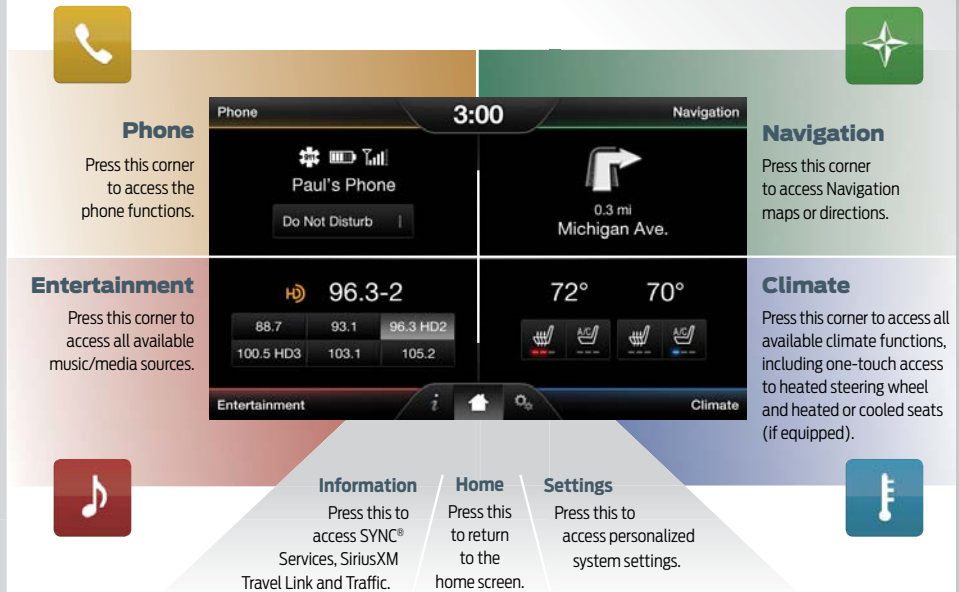 Phone
Press this corner
to access the
phone functions.
Entertainment
Press this corner to
access all available
music/media sources.
Phone
3:00
Navigation
Paul's Phone
Do Not Disturb
0.3 mi
Michigan Ave.
HD 96.3-2
88.7 93.1 96.3 HD2
100.5 HD3 103.1 105.2
72° 70°
A/C A/C
Entertainment
i
Climate
Navigation
Press this corner
to access Navigation
maps or directions.
Climate
Press this corner to access all
available climate functions,
including one-touch access
to heated steering wheel
and heated or cooled seats
(if equipped).
Information
Press this to
access SYNC®
Services, SiriusXM
Travel Link and Traffic.
Home
Press this
to return
to the
home screen.
Settings
Press this to
access personalized
system settings.